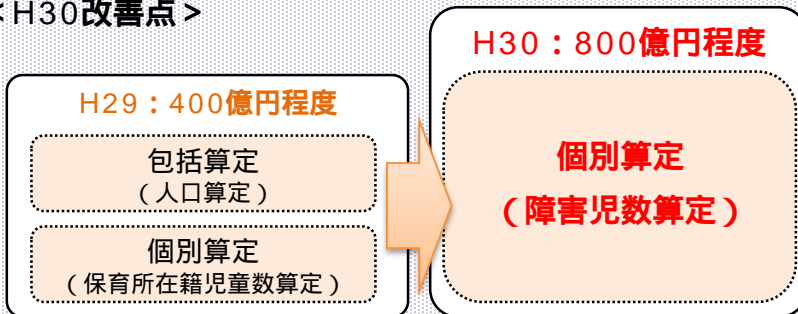 <H30改善点>
H29:400億円程度
包括算定
(人口算定)
個別算定
(保育所在籍児童数算定)
H30:800億円程度
個別算定
(障害児数算定)